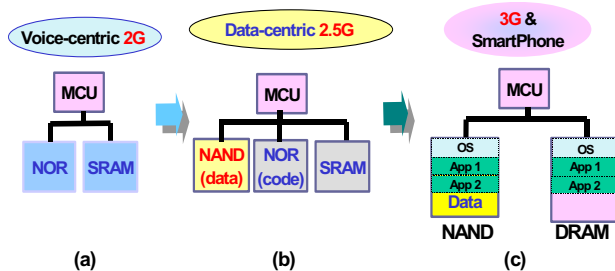 Voice-centric 2G
MCU
NOR
SRAM
(a)
Data-centric 2.5G
MCU
NAND
(data)
NOR
(code)
SRAM
(b)
3G &
SmartPhone
MCU
OS
App 1
App 2
Data
NAND
OS
App 1
App 2
DRAM
(c)